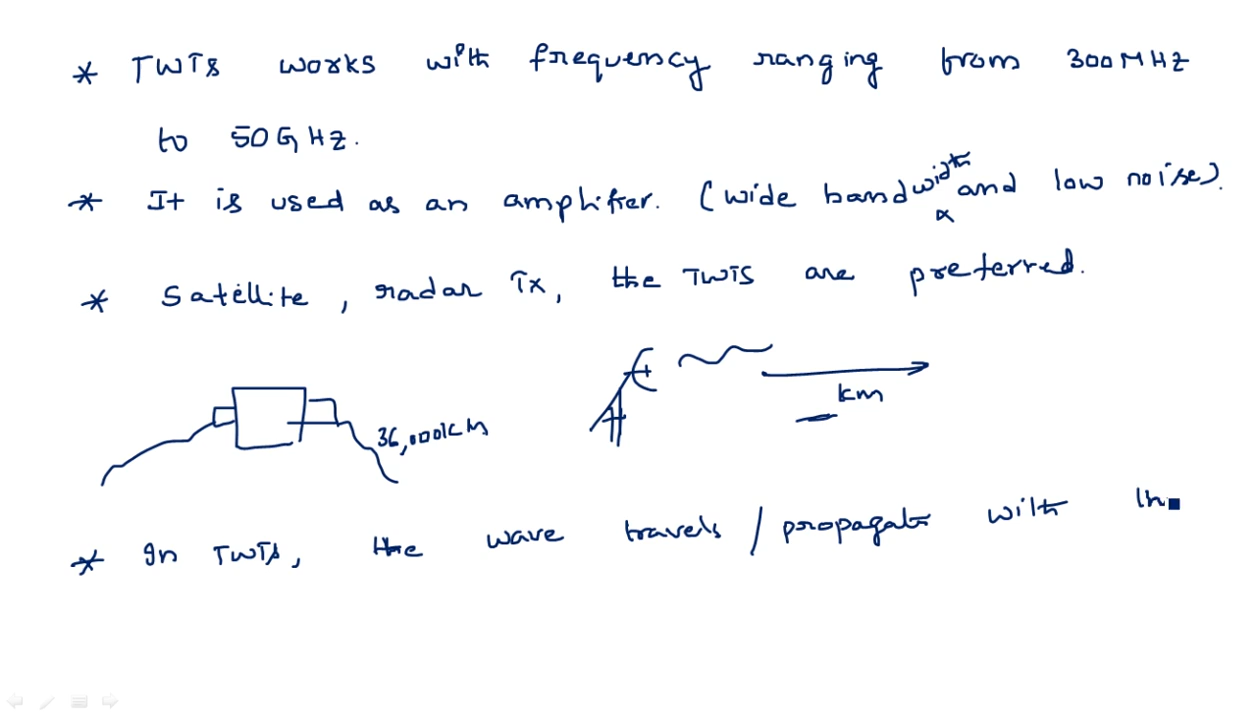 * TWTs works with frequency ranging from 300MHz
to 50GHz.
* It is used as an amplifier. (wide bandwidth and low noise).
* Satellite, radar Tx, the TWTS are preferred.
km
36,000KM
* In TWTs, the wave travels/propagate with